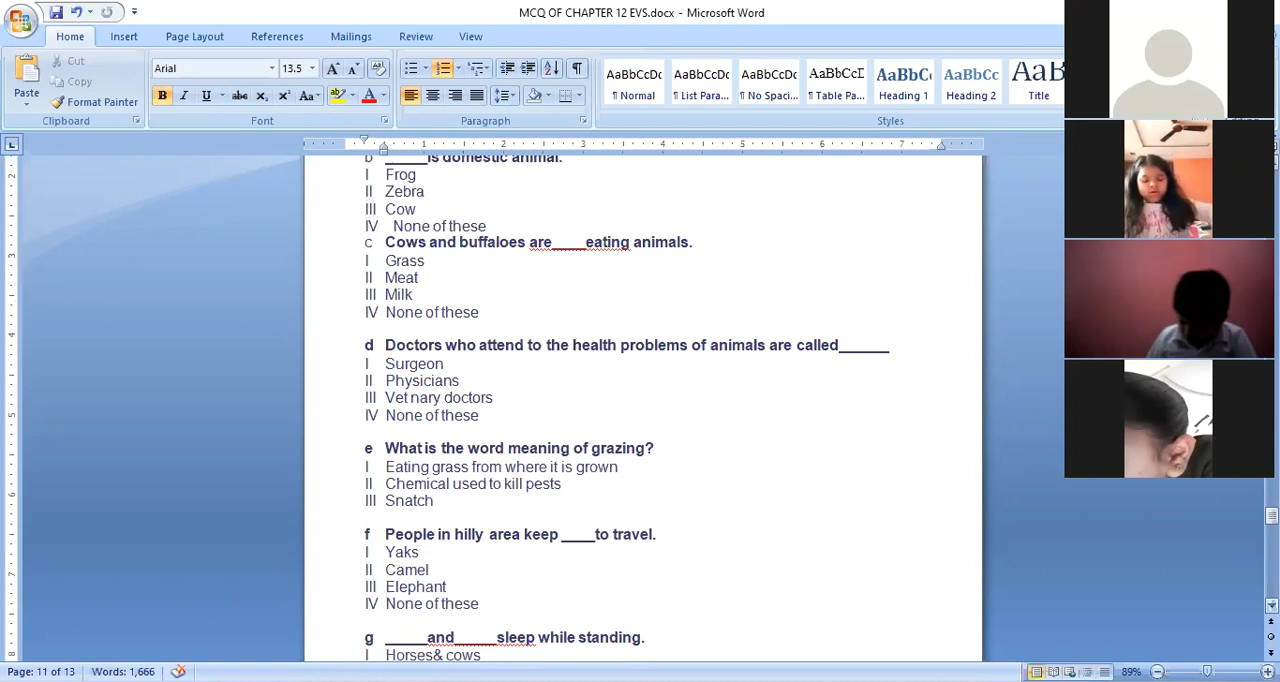 MCQ OF CHAPTER 12 EVS.docx - Microsoft Word
Home Insert Page Layout References Mailings Review View
Paste
Cut
Copy
Format Painter
Clipboard
Arial 13.5
Font
Paragraph
AaBbCcDc AaBbCcDc AaBbCcDc AaBbCcD AaBbC AaBbCc AaB
¶ Normal ¶ List Para... ¶ No Spaci... ¶ Table Pa... Heading 1 Heading 2 Title
Styles
b _____is domestic animal.
I Frog
II Zebra
III Cow
IV None of these
c Cows and buffaloes are____eating animals.
I Grass
II Meat
III Milk
IV None of these
d Doctors who attend to the health problems of animals are called______
I Surgeon
II Physicians
III Vet nary doctors
IV None of these
e What is the word meaning of grazing?
I Eating grass from where it is grown
II Chemical used to kill pests
III Snatch
f People in hilly area keep ____to travel.
I Yaks
II Camel
III Elephant
IV None of these
g _____and_____sleep while standing.
I Horses& cows
Page: 11 of 13 Words: 1,666 89%